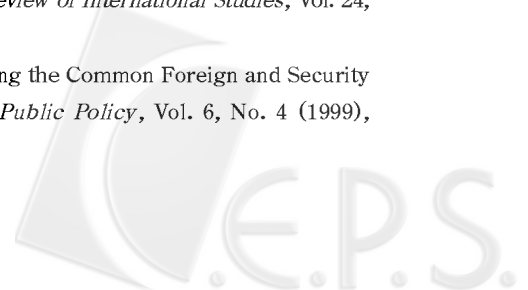 eview of International Studies, Vol. 24,
ng the Common Foreign and Security
Public Policy, Vol. 6, No. 4 (1999),
C.E.P.S.